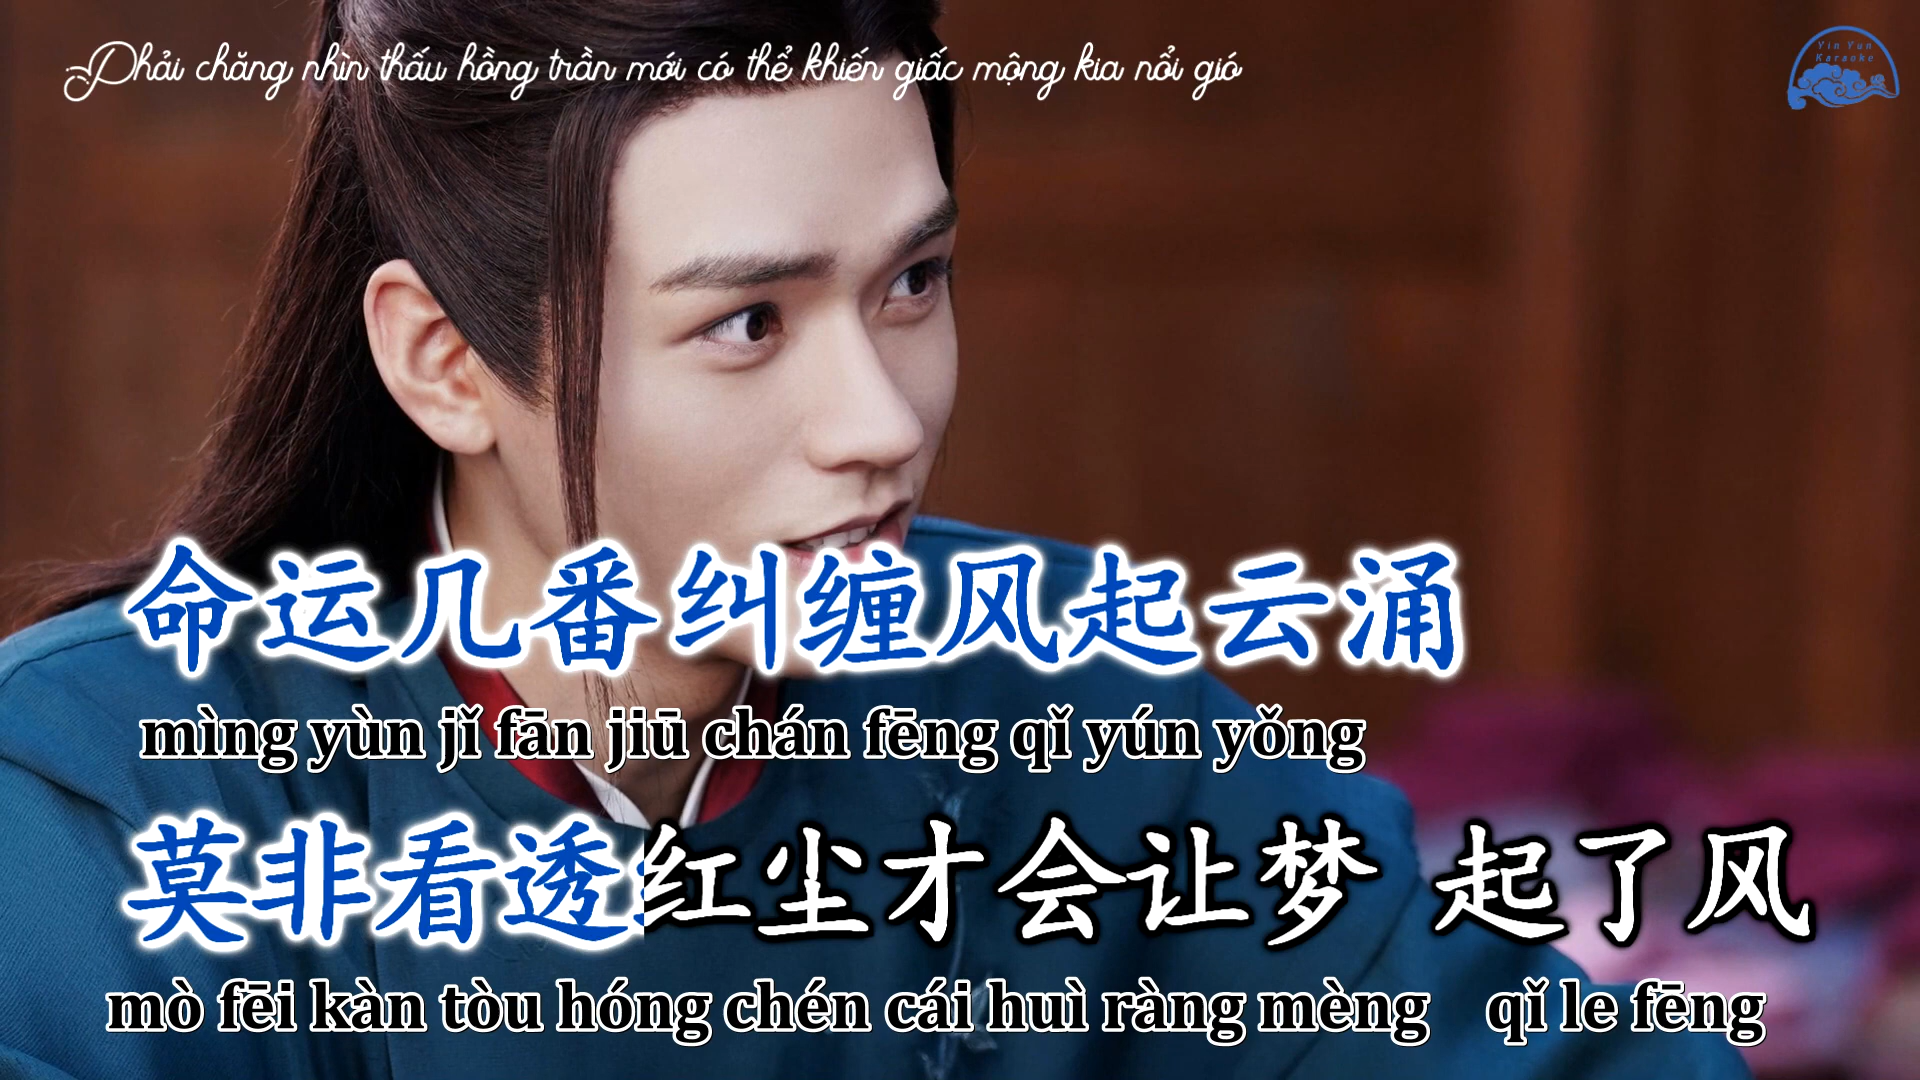 Phải chăng nhìn thấu hồng trần mới có thể khiến giấc mộng kia nổi gió
Yin Yun
Karaoke
命运几番纠缠风起云涌
mìng yùn jǐ fān jiū chán fēng qǐ yún yǒng
莫非看透红尘才会让梦 起了风
mò fēi kàn tòu hóng chén cái huì ràng mèng qǐ le fēng